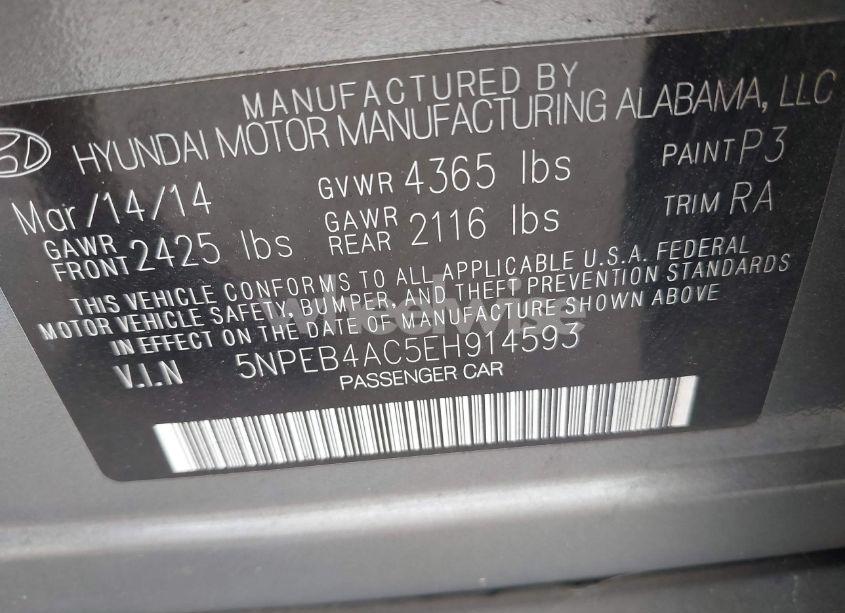 MANUFACTURED BY
HYUNDAI MOTOR MANUFACTURING ALABAMA, LLC
Mar/14/14 GVWR 4365 lbs PAINT P3
GAWR FRONT 2425 lbs GAWR REAR 2116 lbs TRIM RA
THIS VEHICLE CONFORMS TO ALL APPLICABLE U.S.A. FEDERAL
MOTOR VEHICLE SAFETY, BUMPER, AND THEFT PREVENTION STANDARDS
IN EFFECT ON THE DATE OF MANUFACTURE SHOWN ABOVE
V.I.N 5NPEB4AC5EH914593
PASSENGER CAR
wheelwise